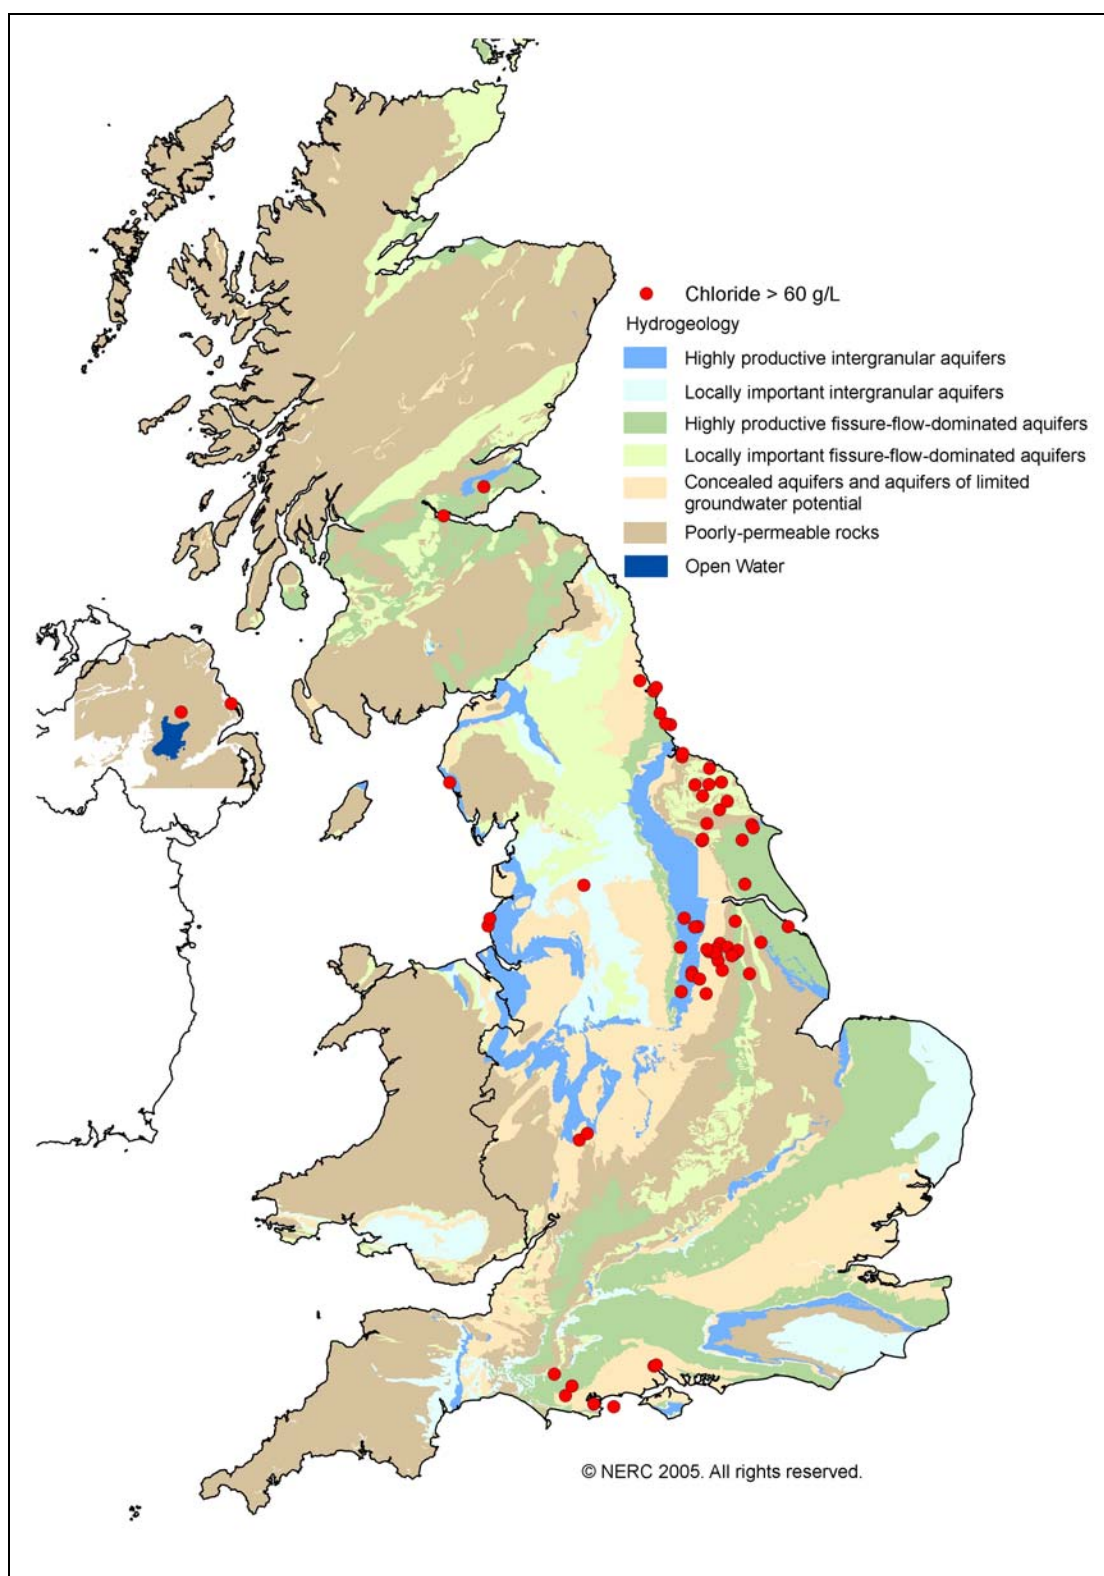 Chloride > 60 g/L
Hydrogeology
Highly productive intergranular aquifers
Locally important intergranular aquifers
Highly productive fissure-flow-dominated aquifers
Locally important fissure-flow-dominated aquifers
Concealed aquifers and aquifers of limited
groundwater potential
Poorly-permeable rocks
Open Water
© NERC 2005. All rights reserved.